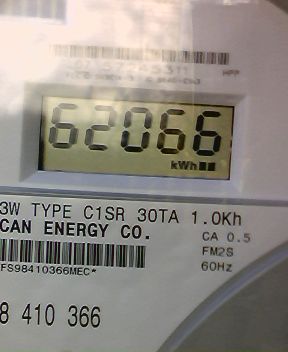 62066
kWh
3W TYPE C1SR 30TA 1.0Kh
CAN ENERGY CO.
CA 0.5
FM2S
60Hz
FS98410366MEC*
8 410 366